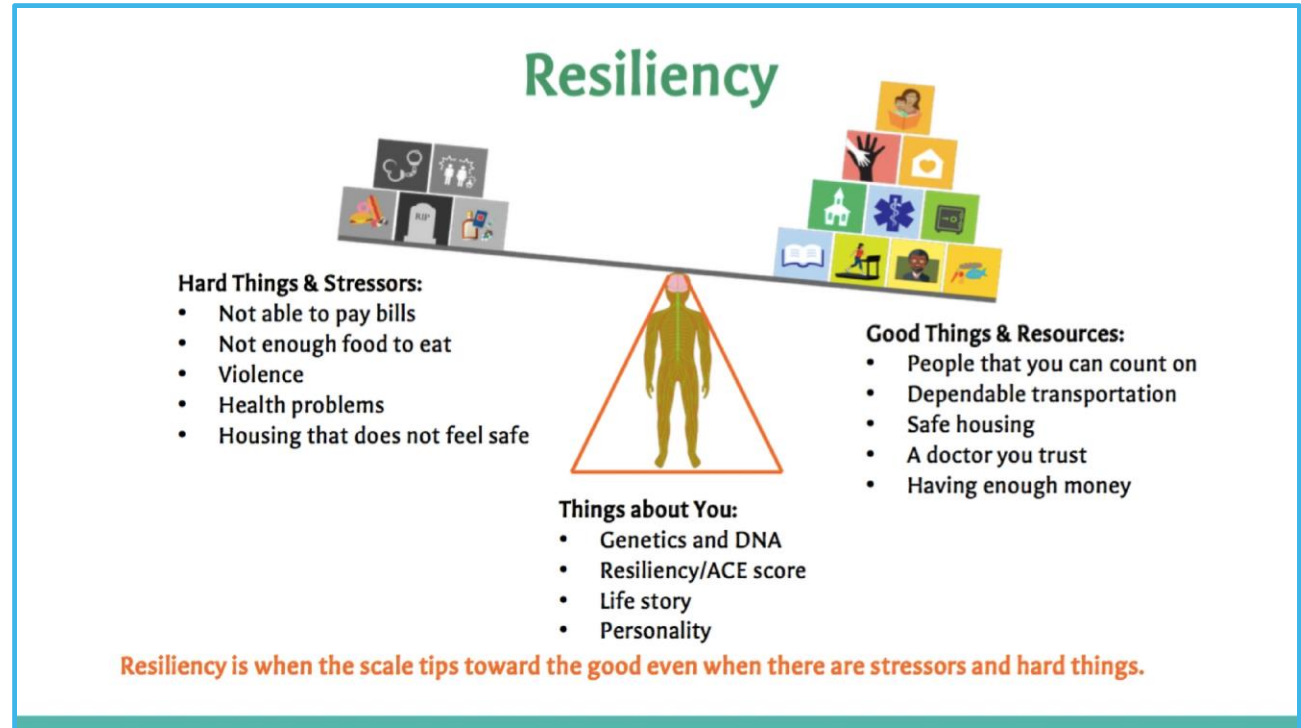 Resiliency
RIP
Hard Things & Stressors:
• Not able to pay bills
• Not enough food to eat
• Violence
• Health problems
• Housing that does not feel safe
Good Things & Resources:
• People that you can count on
• Dependable transportation
• Safe housing
• A doctor you trust
• Having enough money
Things about You:
• Genetics and DNA
• Resiliency/ACE score
• Life story
• Personality
Resiliency is when the scale tips toward the good even when there are stressors and hard things.